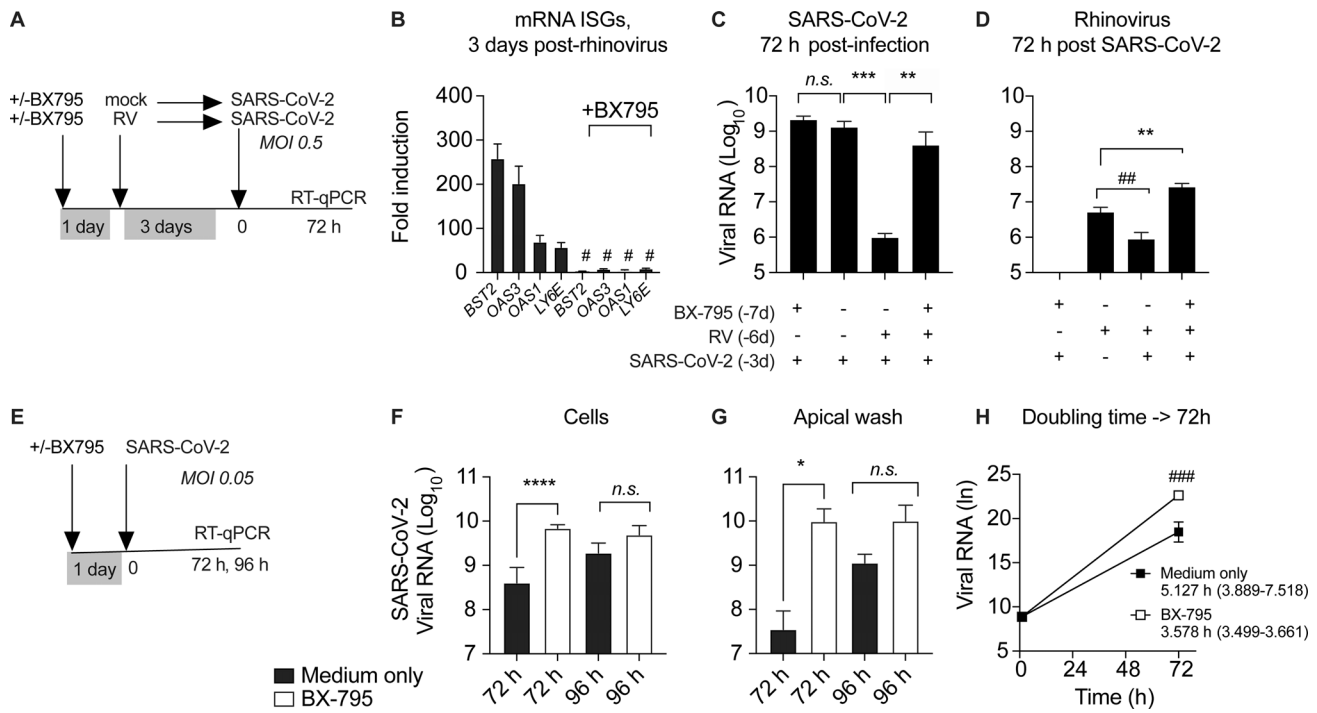 A
+/-BX795 mock SARS-CoV-2
+/-BX795 RV SARS-CoV-2
MOI 0.5
RT-qPCR
1 day 3 days 0 72 h
B
mRNA ISGs,
3 days post-rhinovirus
+BX795
Fold induction
400
300
200
100
0
# # # #
BST2 OAS3 OAS1 LY6E BST2 OAS3 OAS1 LY6E
C
SARS-CoV-2
72 h post-infection
n.s. *** **
Viral RNA (Log10)
10
9
8
7
6
5
BX-795 (-7d) + - - +
RV (-6d) - - + +
SARS-CoV-2 (-3d) + + + +
D
Rhinovirus
72 h post SARS-CoV-2
**
##
10
9
8
7
6
5
+ - - +
- + + +
+ - + +
E
+/-BX795 SARS-CoV-2
MOI 0.05
RT-qPCR
1 day 0 72 h, 96 h
F
Cells
**** n.s.
SARS-CoV-2
Viral RNA (Log10)
11
10
9
8
7
72 h 72 h 96 h 96 h
Medium only
BX-795
G
Apical wash
* n.s.
11
10
9
8
7
72 h 72 h 96 h 96 h
H
Doubling time -> 72h
###
Viral RNA (ln)
25
20
15
10
5
Medium only
5.127 h (3.889-7.518)
BX-795
3.578 h (3.499-3.661)
0 24 48 72
Time (h)